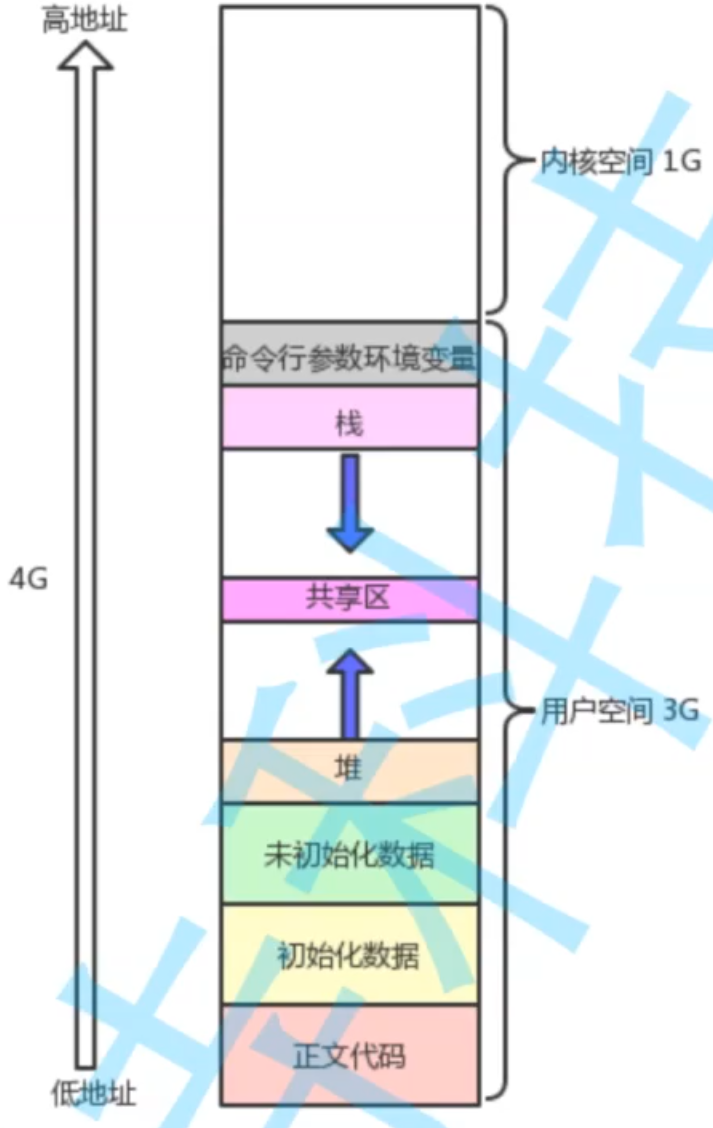 高地址
内核空间 1G
命令行参数环境变量
栈
4G
共享区
用户空间 3G
堆
未初始化数据
初始化数据
正文代码
低地址